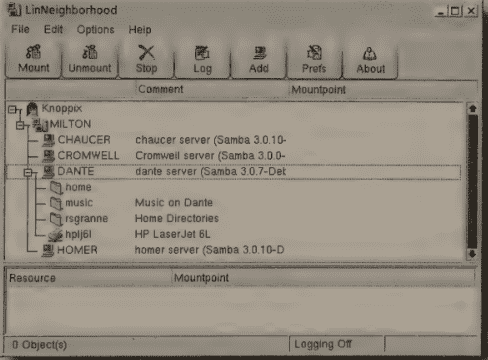 LinNeighborhood
File Edit Options Help
Mount Unmount Stop Log Add Prefs About
Comment Mountpoint
Knoppix
MILTON
CHAUCER chaucer server (Samba 3.0.10-
CROMWELL Cromwell server (Samba 3.0.0-
DANTE dante server (Samba 3.0.7-Deb
home
music Music on Dante
rsgranne Home Directories
hplj6l HP LaserJet 6L
HOMER homer server (Samba 3.0.10-D
Resource Mountpoint
0 Object(s) Logging Off